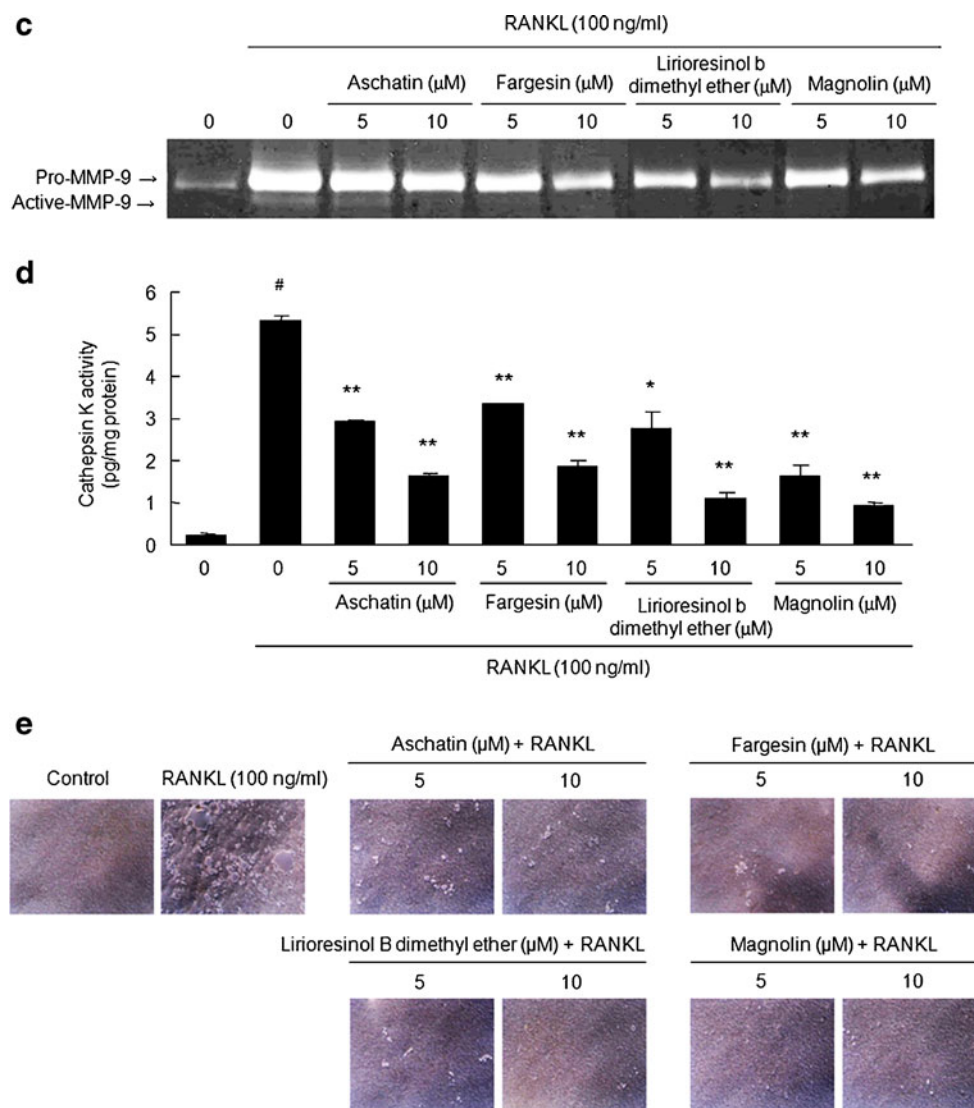 c
RANKL (100 ng/ml)
Aschatin (μM) Fargesin (μM) Lirioresinol b dimethyl ether (μM) Magnolin (μM)
0 0 5 10 5 10 5 10 5 10
Pro-MMP-9 →
Active-MMP-9 →
d
Cathepsin K activity
(pg/mg protein)
6
5
4
3
2
1
0
# ** ** ** ** * ** ** **
0 0 5 10 5 10 5 10 5 10
Aschatin (μM) Fargesin (μM) Lirioresinol b dimethyl ether (μM) Magnolin (μM)
RANKL (100 ng/ml)
e
Control RANKL (100 ng/ml)
Aschatin (μM) + RANKL
5 10
Fargesin (μM) + RANKL
5 10
Lirioresinol B dimethyl ether (μM) + RANKL
5 10
Magnolin (μM) + RANKL
5 10